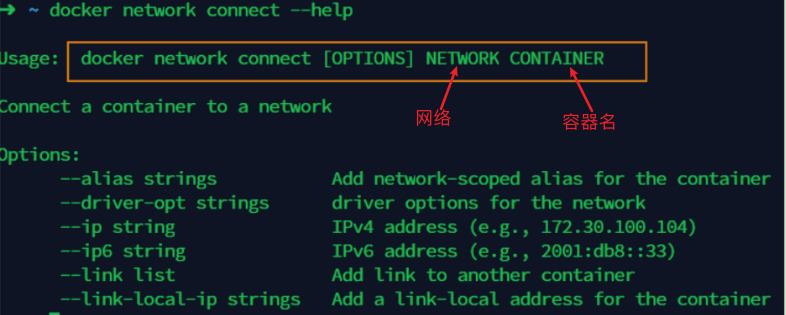 ➜ ~ docker network connect --help
Usage: docker network connect [OPTIONS] NETWORK CONTAINER
网络
容器名
Connect a container to a network
Options:
--alias strings Add network-scoped alias for the container
--driver-opt strings driver options for the network
--ip string IPv4 address (e.g., 172.30.100.104)
--ip6 string IPv6 address (e.g., 2001:db8::33)
--link list Add link to another container
--link-local-ip strings Add a link-local address for the container